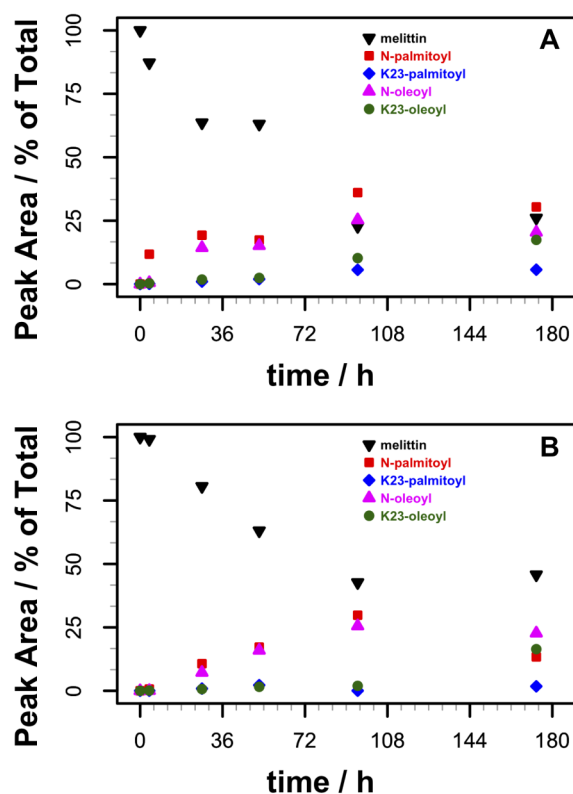 A
100
75
50
25
0
Peak Area / % of Total
melittin
N-palmitoyl
K23-palmitoyl
N-oleoyl
K23-oleoyl
0 36 72 108 144 180
time / h
B
100
75
50
25
0
Peak Area / % of Total
melittin
N-palmitoyl
K23-palmitoyl
N-oleoyl
K23-oleoyl
0 36 72 108 144 180
time / h